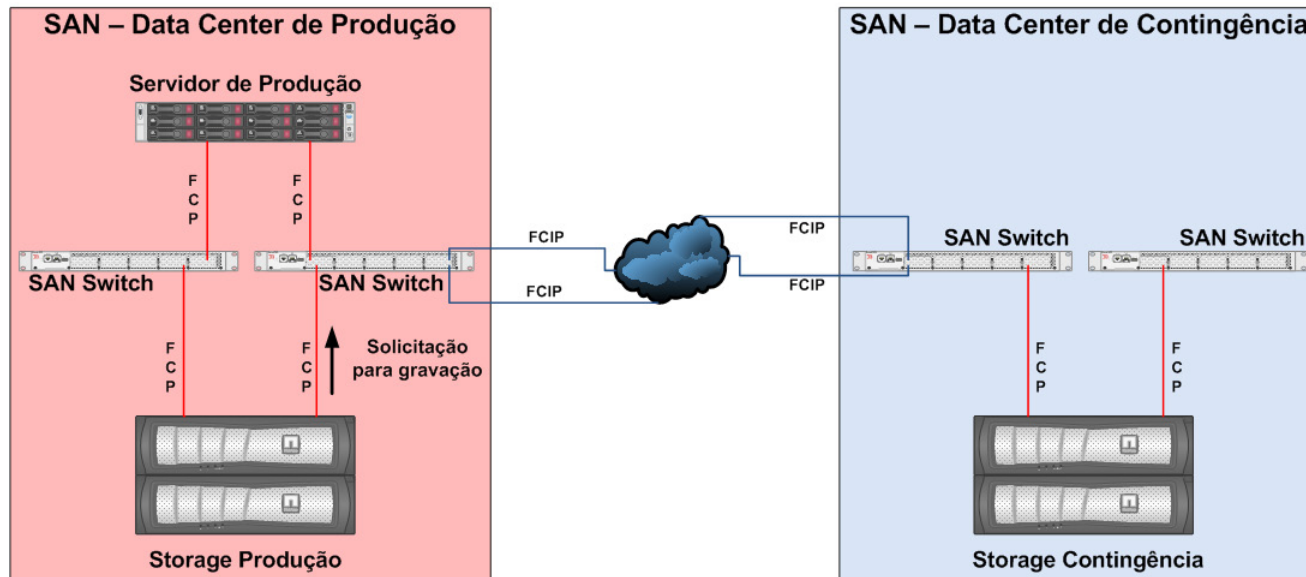 SAN – Data Center de Produção
SAN – Data Center de Contingência
Servidor de Produção
F
C
P
F
C
P
FCIP
FCIP
FCIP
FCIP
SAN Switch
SAN Switch
SAN Switch
SAN Switch
F
C
P
F
C
P
Solicitação
para gravação
F
C
P
F
C
P
Storage Produção
Storage Contingência